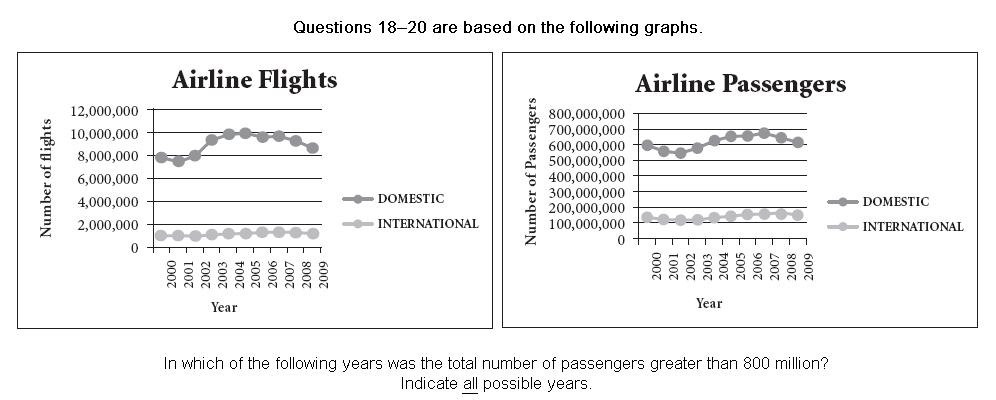 Questions 18–20 are based on the following graphs.
Airline Flights
Number of flights
12,000,000
10,000,000
8,000,000
6,000,000
4,000,000
2,000,000
0
2000
2001
2002
2003
2004
2005
2006
2007
2008
2009
Year
DOMESTIC
INTERNATIONAL
Airline Passengers
Number of Passengers
800,000,000
700,000,000
600,000,000
500,000,000
400,000,000
300,000,000
200,000,000
100,000,000
0
2000
2001
2002
2003
2004
2005
2006
2007
2008
2009
Year
DOMESTIC
INTERNATIONAL
In which of the following years was the total number of passengers greater than 800 million?
Indicate all possible years.